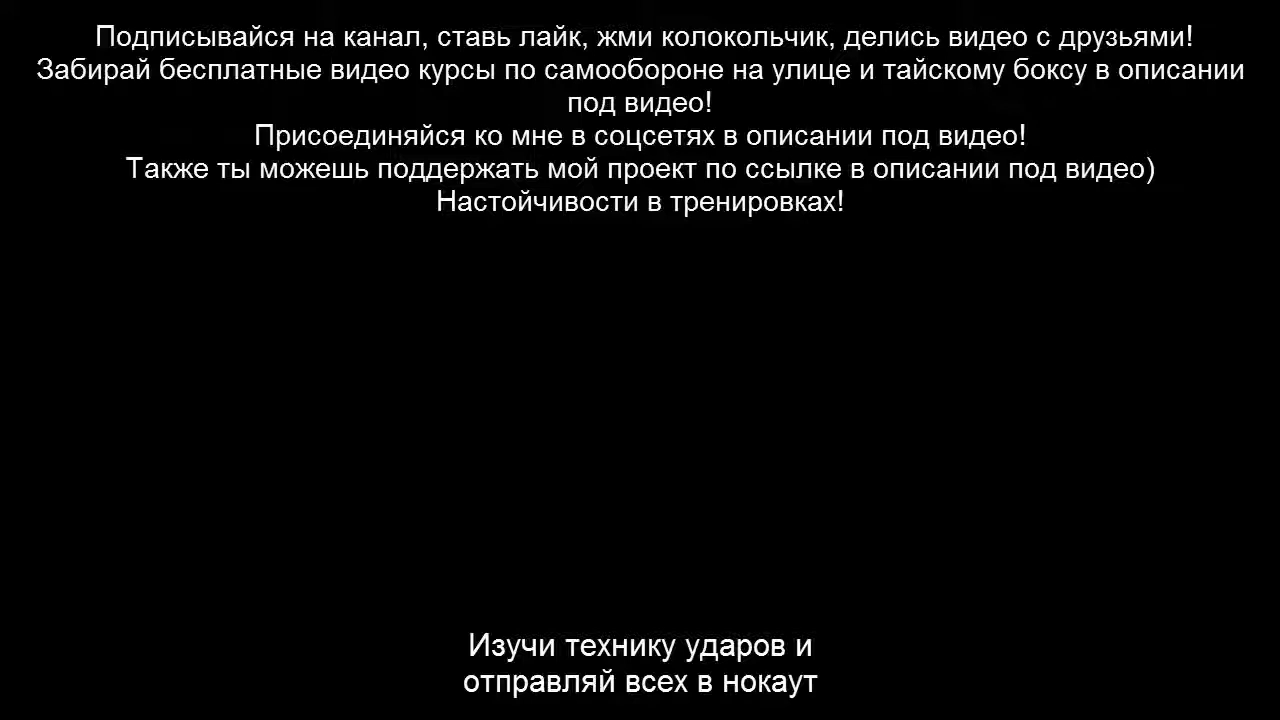 Подписывайся на канал, ставь лайк, жми колокольчик, делись видео с друзьями!
Забирай бесплатные видео курсы по самообороне на улице и тайскому боксу в описании
под видео!
Присоединяйся ко мне в соцсетях в описании под видео!
Также ты можешь поддержать мой проект по ссылке в описании под видео)
Настойчивости в тренировках!
Изучи технику ударов и
отправляй всех в нокаут